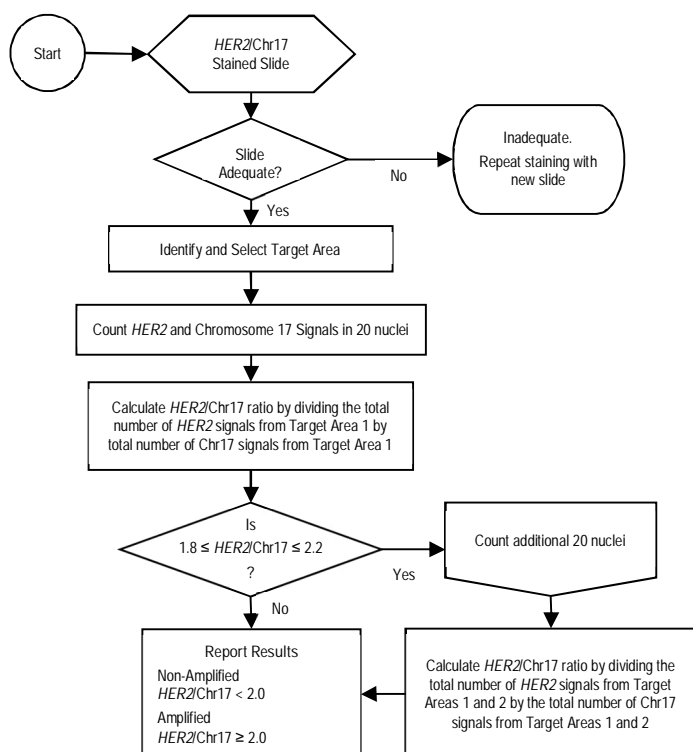 Start
HER2/Chr17
Stained Slide
Slide
Adequate?
No
Inadequate.
Repeat staining with
new slide
Yes
Identify and Select Target Area
Count HER2 and Chromosome 17 Signals in 20 nuclei
Calculate HER2/Chr17 ratio by dividing the total
number of HER2 signals from Target Area 1 by
total number of Chr17 signals from Target Area 1
Is
1.8 ≤ HER2/Chr17 ≤ 2.2
?
Yes
Count additional 20 nuclei
No
Report Results
Non-Amplified
HER2/Chr17 < 2.0
Amplified
HER2/Chr17 ≥ 2.0
Calculate HER2/Chr17 ratio by dividing the
total number of HER2 signals from Target
Areas 1 and 2 by the total number of Chr17
signals from Target Areas 1 and 2